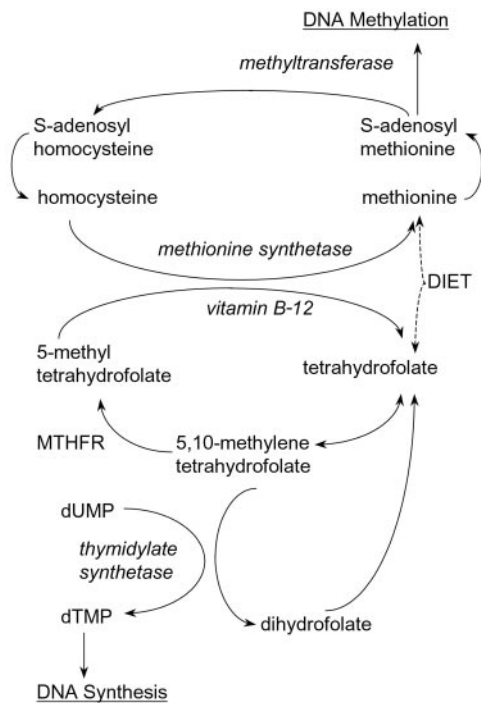 DNA Methylation
methyltransferase
S-adenosyl
homocysteine
S-adenosyl
methionine
homocysteine
methionine
methionine synthetase
DIET
vitamin B-12
5-methyl
tetrahydrofolate
tetrahydrofolate
MTHFR
5,10-methylene
tetrahydrofolate
dUMP
thymidylate
synthetase
dTMP
dihydrofolate
DNA Synthesis